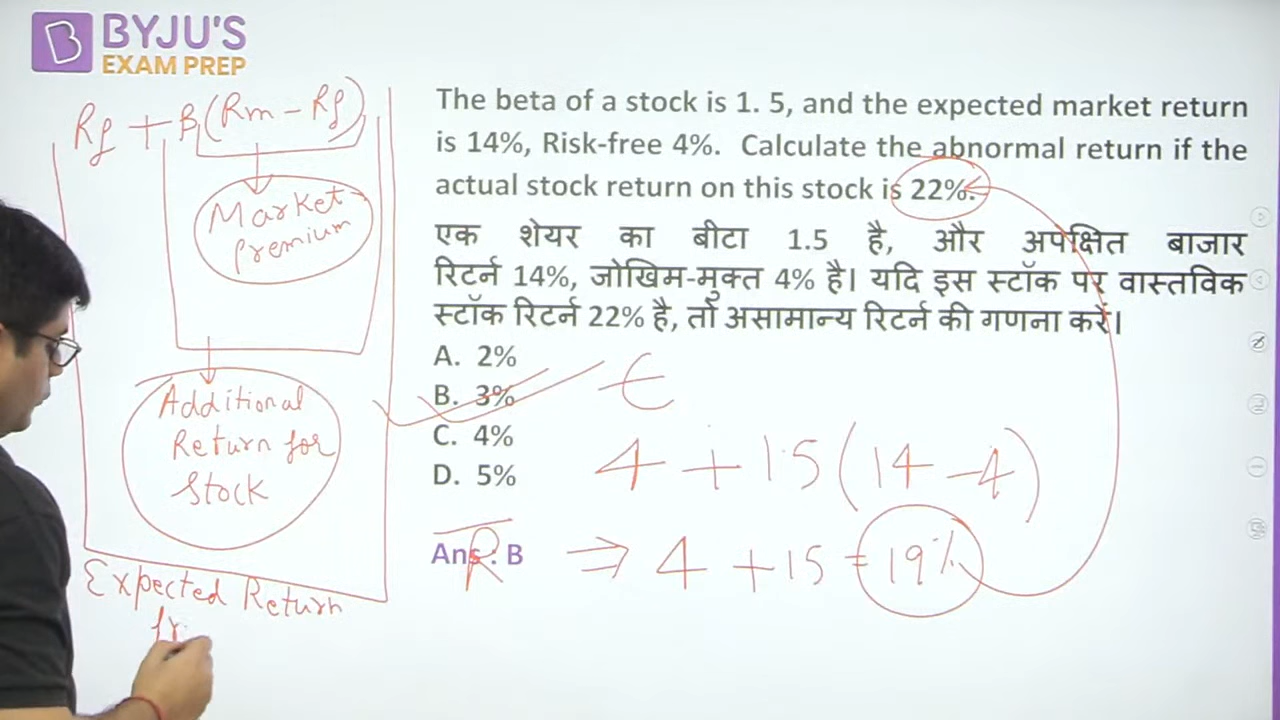 BYJU'S
EXAM PREP
Rf + B(Rm - Rf)
Market
Premium
Additional
Return for
Stock
Expected Return
fr
The beta of a stock is 1. 5, and the expected market return
is 14%, Risk-free 4%. Calculate the abnormal return if the
actual stock return on this stock is 22%.
एक शेयर का बीटा 1.5 है, और अपेक्षित बाजार
रिटर्न 14%, जोखिम-मुक्त 4% है। यदि इस स्टॉक पर वास्तविक
स्टॉक रिटर्न 22% है, तो असामान्य रिटर्न की गणना करें।
A. 2%
B. 3%
C. 4%
D. 5%
4 + 1.5 (14 - 4)
Ans : B
R
⇒ 4 + 15 = 19%